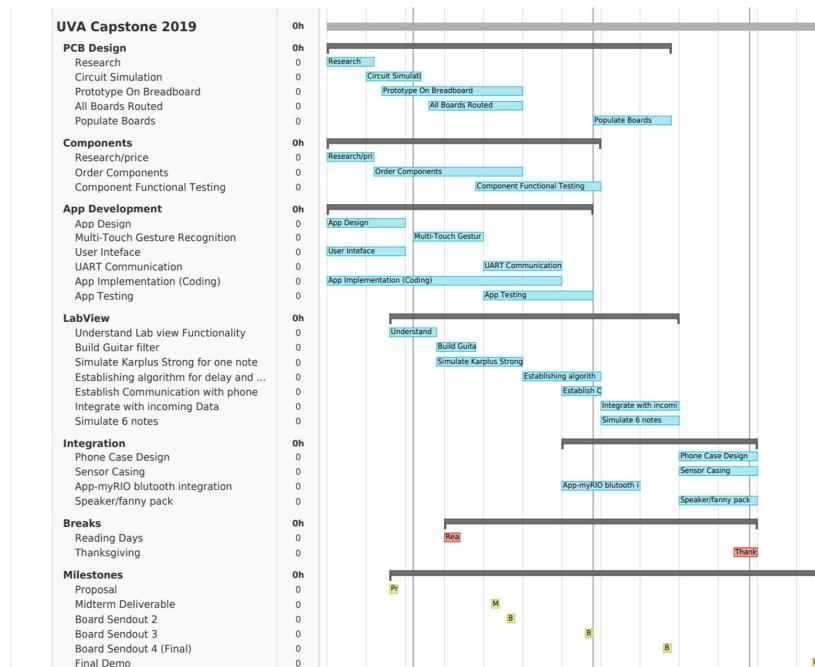 UVA Capstone 2019 0h
PCB Design 0h
Research 0 Research
Circuit Simulation 0 Circuit Simulati
Prototype On Breadboard 0 Prototype On Breadboard
All Boards Routed 0 All Boards Routed
Populate Boards 0 Populate Boards
Components 0h
Research/price 0 Research/pri
Order Components 0 Order Components
Component Functional Testing 0 Component Functional Testing
App Development 0h
App Design 0 App Design
Multi-Touch Gesture Recognition 0 Multi-Touch Gestur
User Inteface 0 User Inteface
UART Communication 0 UART Communication
App Implementation (Coding) 0 App Implementation (Coding)
App Testing 0 App Testing
LabView 0h
Understand Lab view Functionality 0 Understand
Build Guitar filter 0 Build Guita
Simulate Karplus Strong for one note 0 Simulate Karplus Strong
Establishing algorithm for delay and ... 0 Establishing algorith
Establish Communication with phone 0 Establish C
Integrate with incoming Data 0 Integrate with incomi
Simulate 6 notes 0 Simulate 6 notes
Integration 0h
Phone Case Design 0 Phone Case Design
Sensor Casing 0 Sensor Casing
App-myRIO blutooth integration 0 App-myRIO blutooth i
Speaker/fanny pack 0 Speaker/fanny pack
Breaks 0h
Reading Days 0 Rea
Thanksgiving 0 Thank
Milestones 0h
Proposal 0 Pr
Midterm Deliverable 0 M
Board Sendout 2 0 B
Board Sendout 3 0 B
Board Sendout 4 (Final) 0 B
Final Demo 0